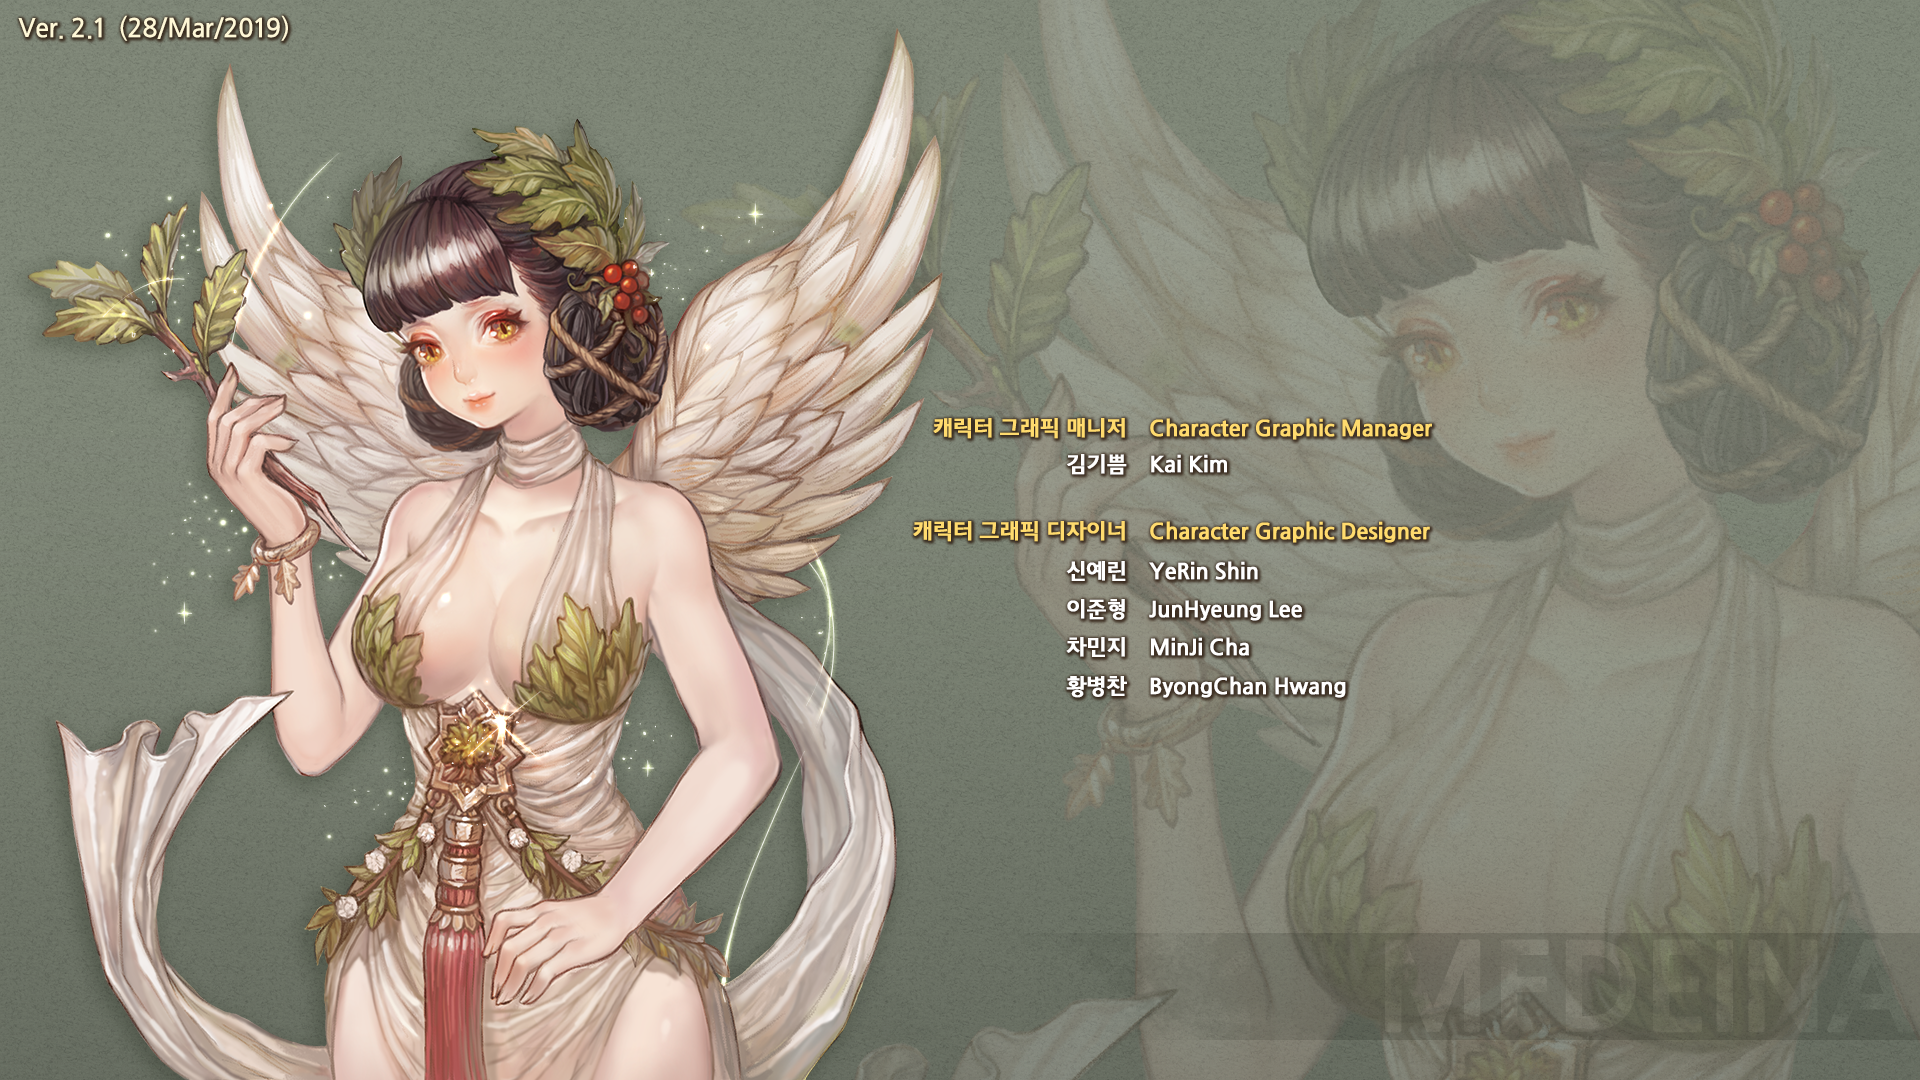 Ver. 2.1 (28/Mar/2019)
캐릭터 그래픽 매니저 Character Graphic Manager
김기쁨 Kai Kim
캐릭터 그래픽 디자이너 Character Graphic Designer
신예린 YeRin Shin
이준형 JunHyeung Lee
차민지 MinJi Cha
황병찬 ByongChan Hwang
MEDEINA